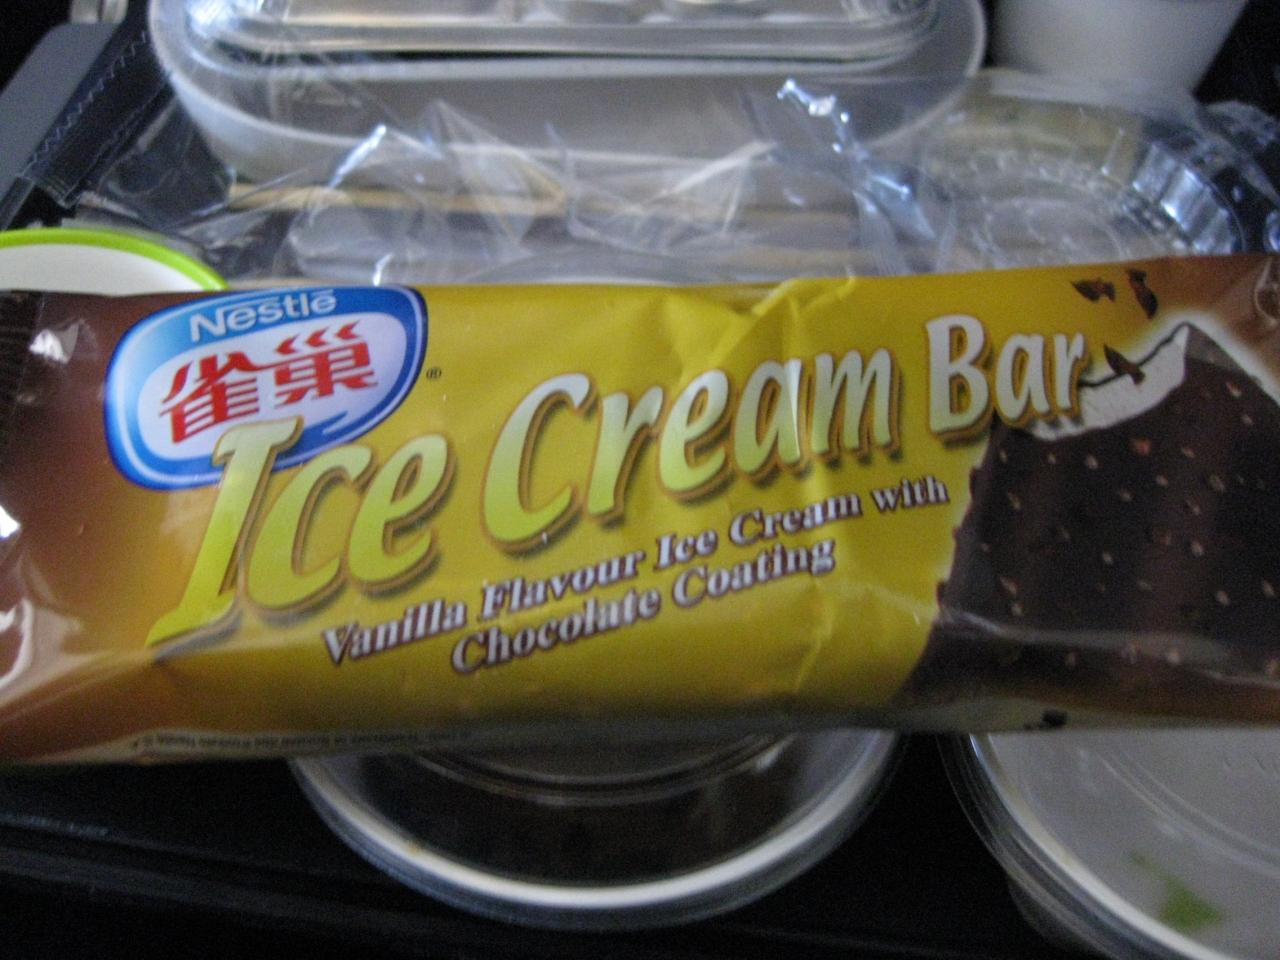 Nestlé
雀巢
®
Ice Cream Bar
Vanilla Flavour Ice Cream with
Chocolate Coating